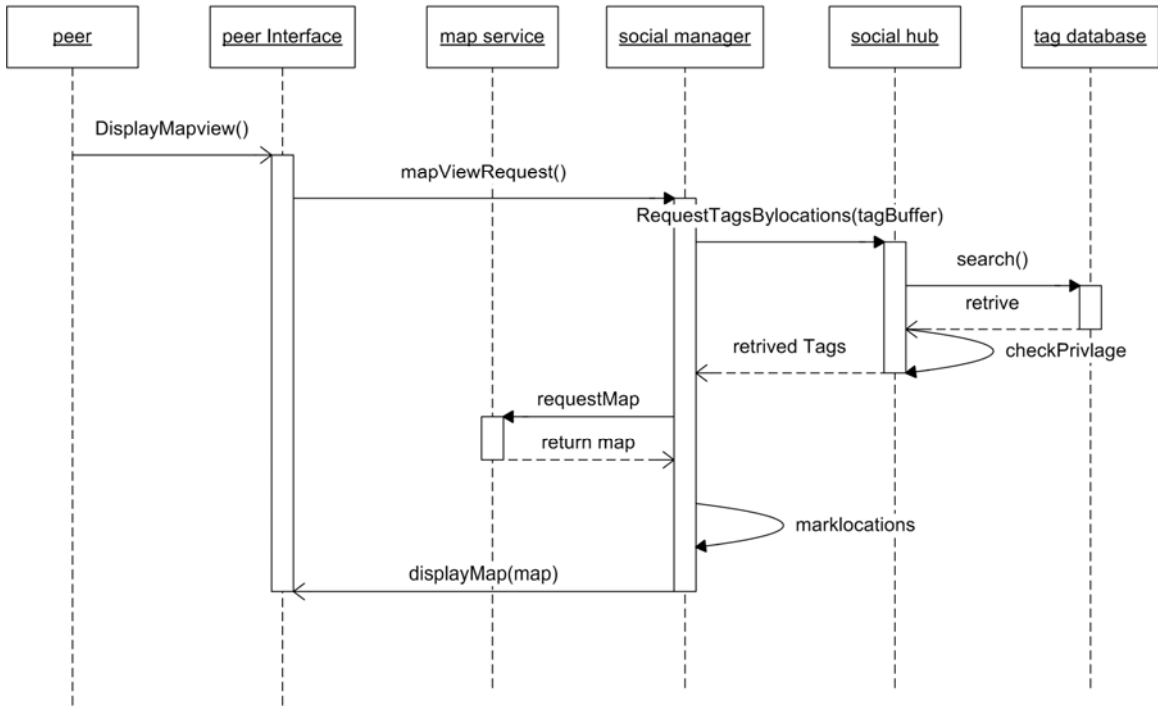 peer
peer Interface
map service
social manager
social hub
tag database
DisplayMapview()
mapViewRequest()
RequestTagsBylocations(tagBuffer)
search()
retrive
checkPrivlage
retrived Tags
requestMap
return map
marklocations
displayMap(map)